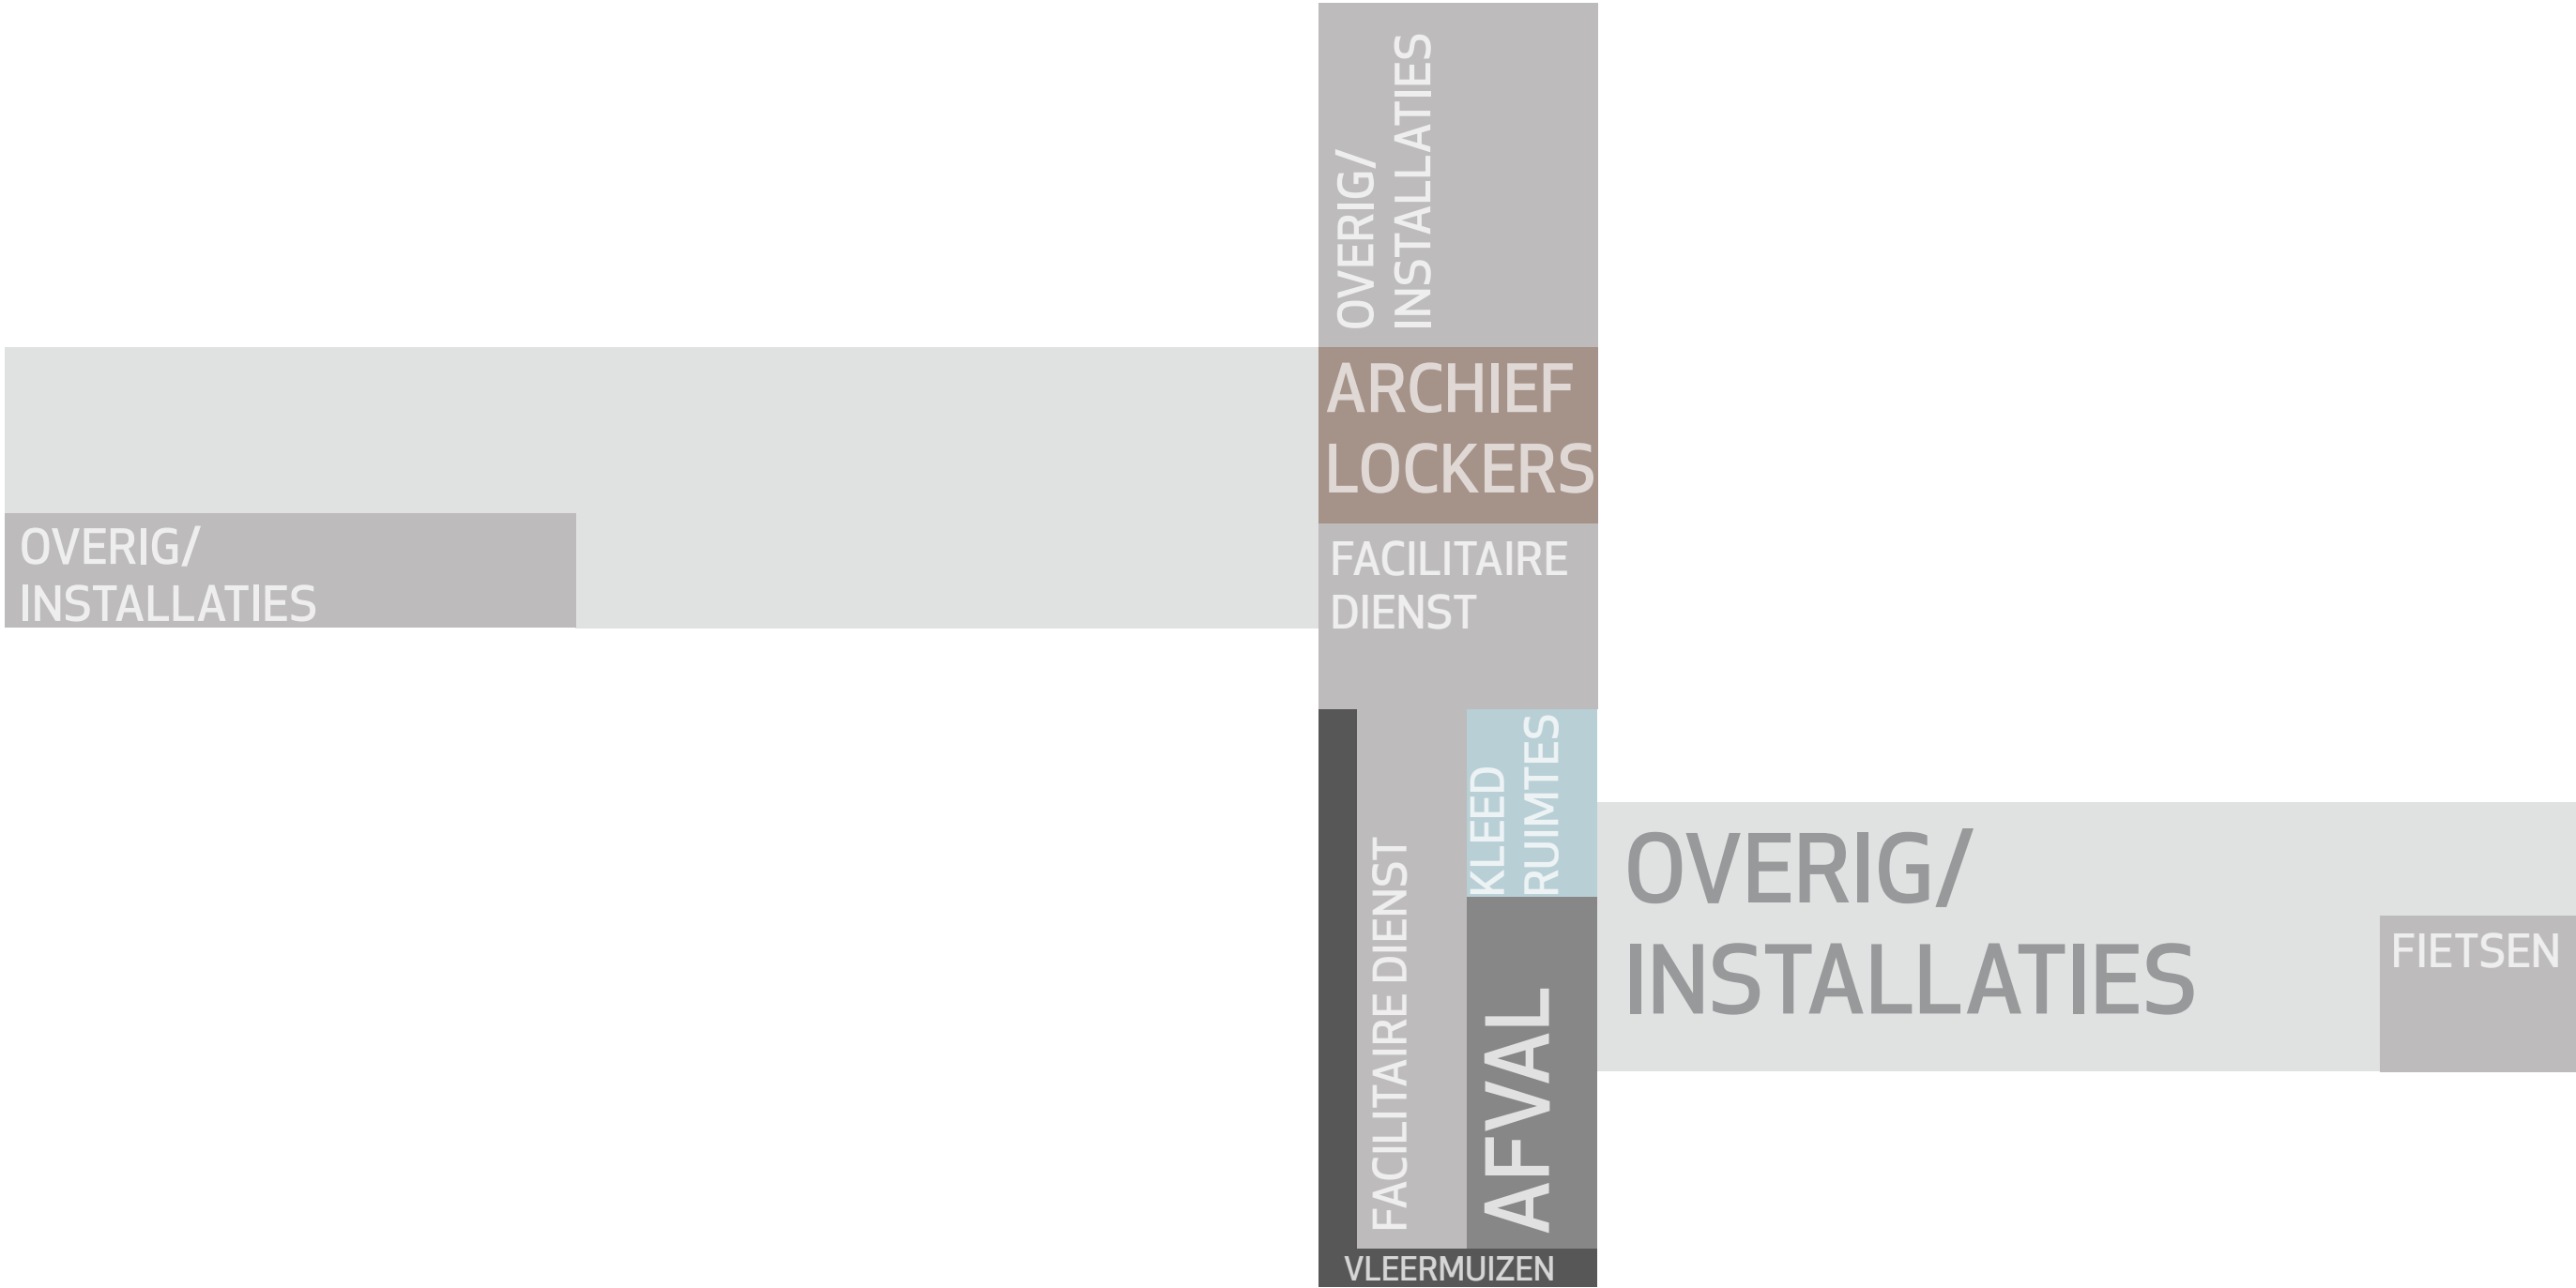 OVERIG/
INSTALLATIES
ARCHIEF
LOCKERS
OVERIG/
INSTALLATIES
FACILITAIRE
DIENST
KLEED
RUIMTES
FACILITAIRE DIENST
AFVAL
OVERIG/
INSTALLATIES
FIETSEN
VLEERMUIZEN